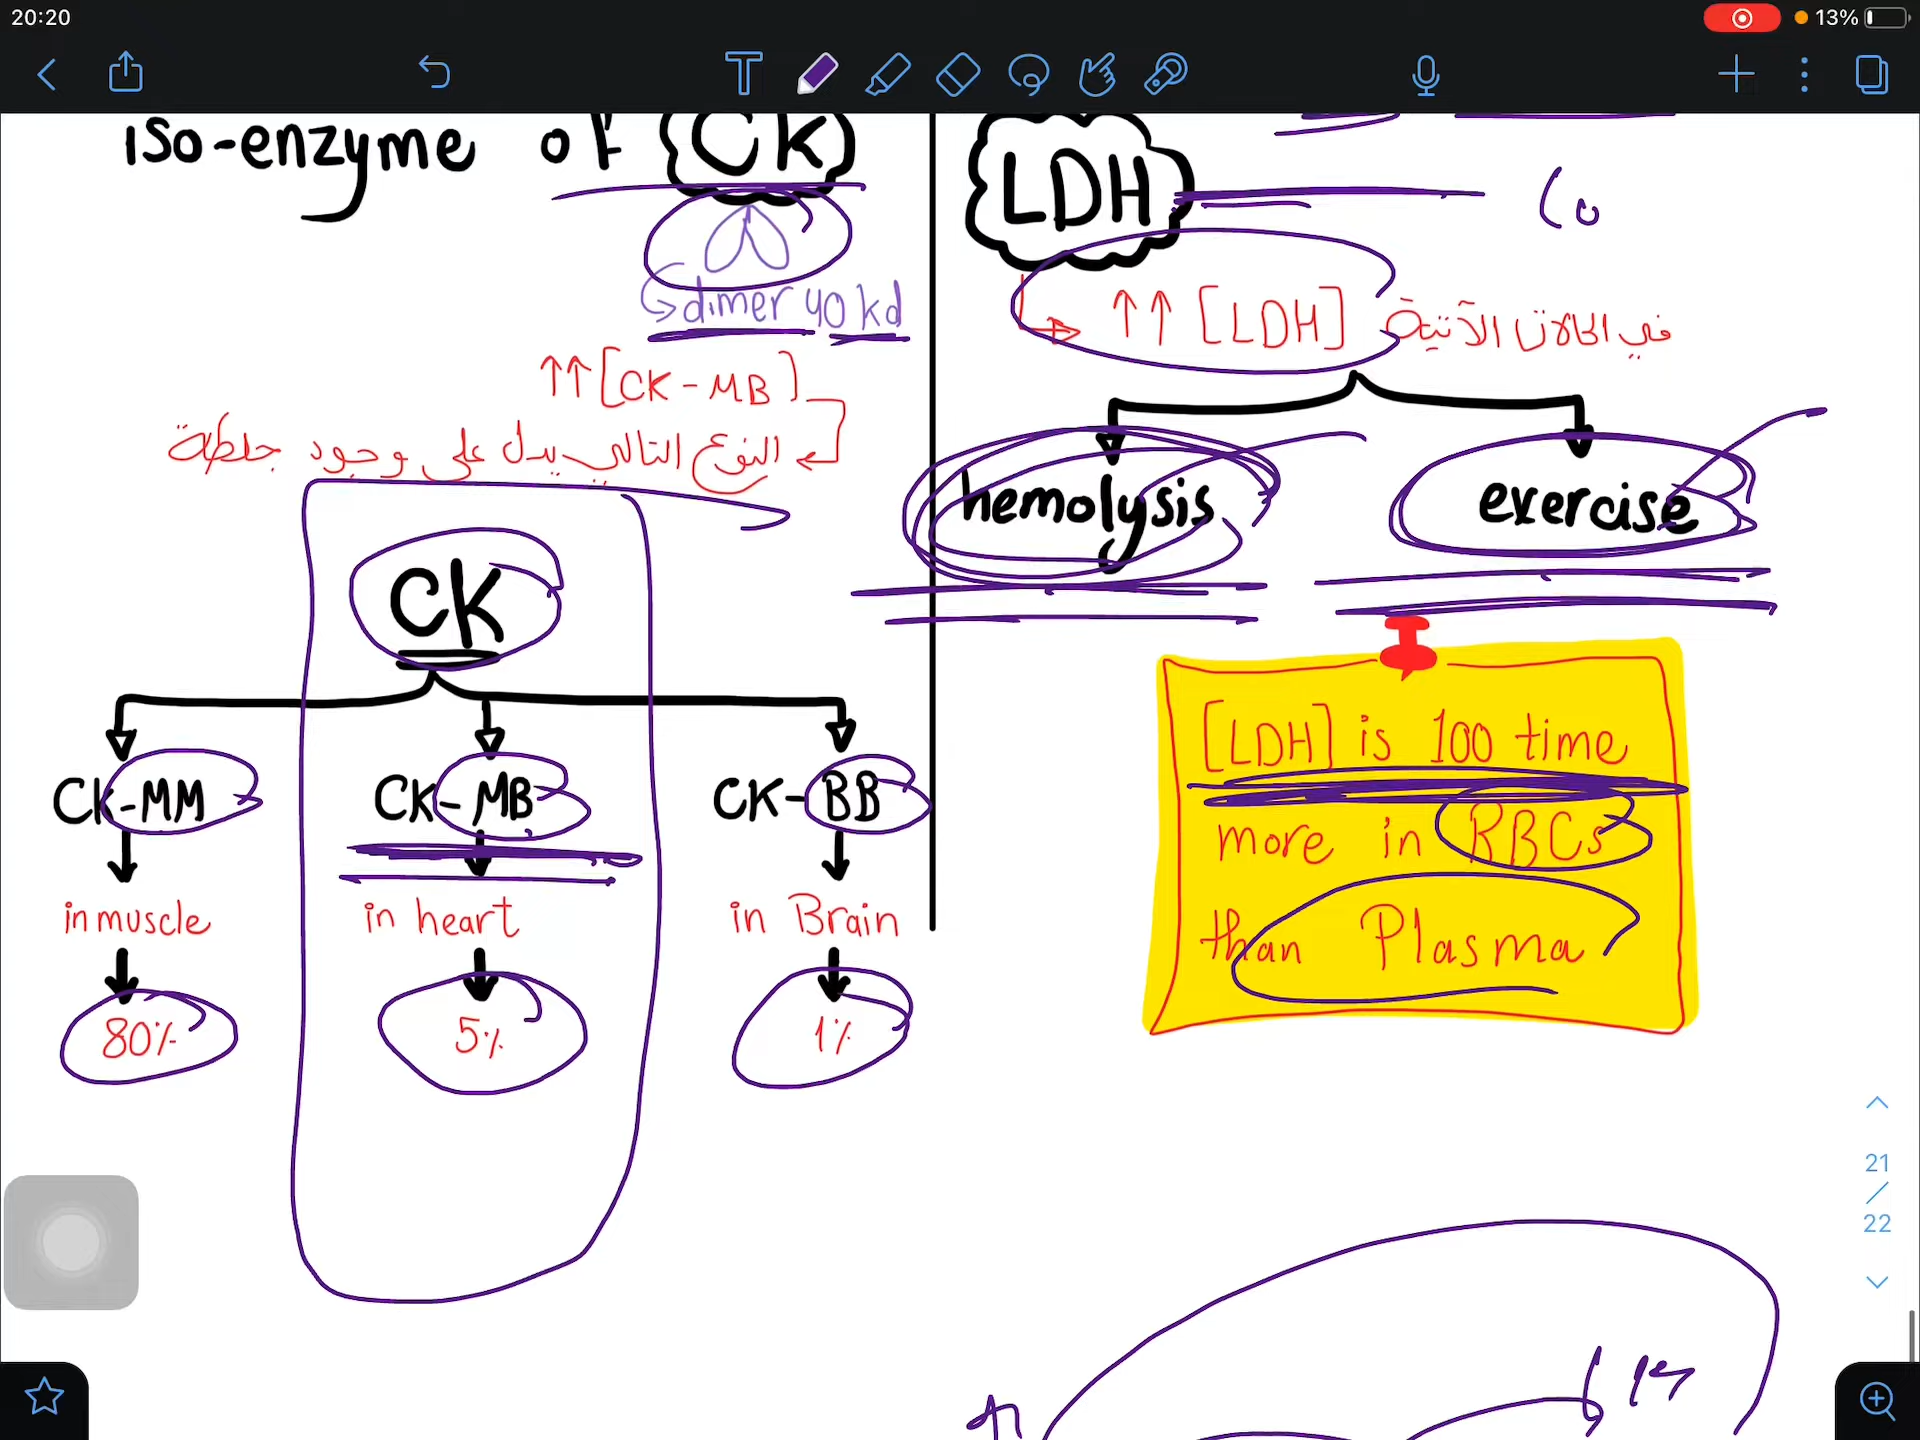 20:20
13%
iso-enzyme of CK
dimer 40 kd
↑↑ [CK-MB]
النوع التالي يدل على وجود جلطة
CK
CK-MM
CK-MB
CK-BB
in muscle
in heart
in Brain
80%
5%
1%
LDH
↑↑ [LDH] في الحالات الآتية
hemolysis
exercise
[LDH] is 100 time
more in RBCs
than Plasma
21
/
22